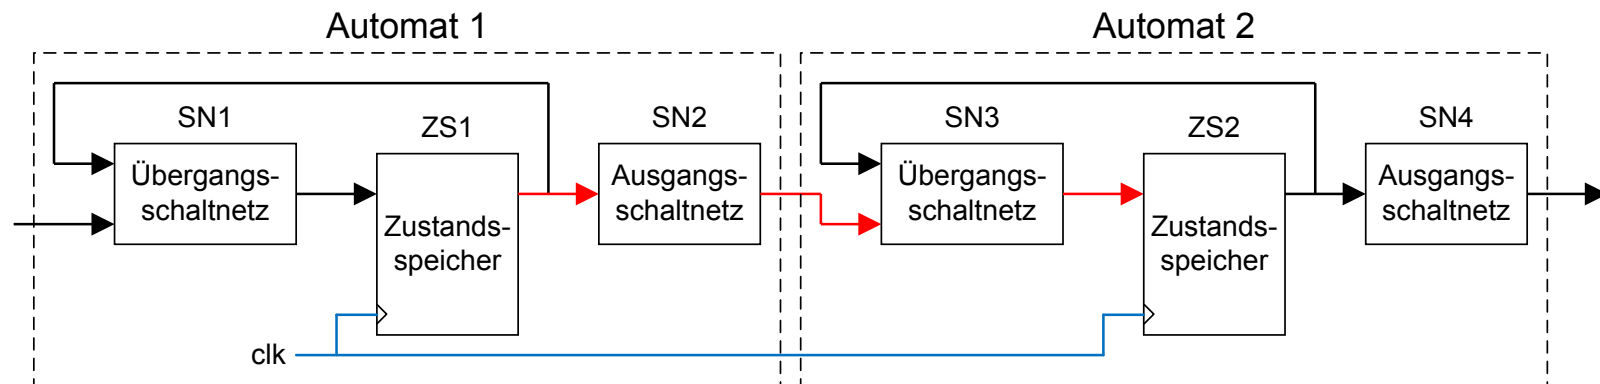 Automat 1
Automat 2
SN1
ZS1
SN2
SN3
ZS2
SN4
Übergangs-
schaltnetz
Zustands-
speicher
Ausgangs-
schaltnetz
Übergangs-
schaltnetz
Zustands-
speicher
Ausgangs-
schaltnetz
clk